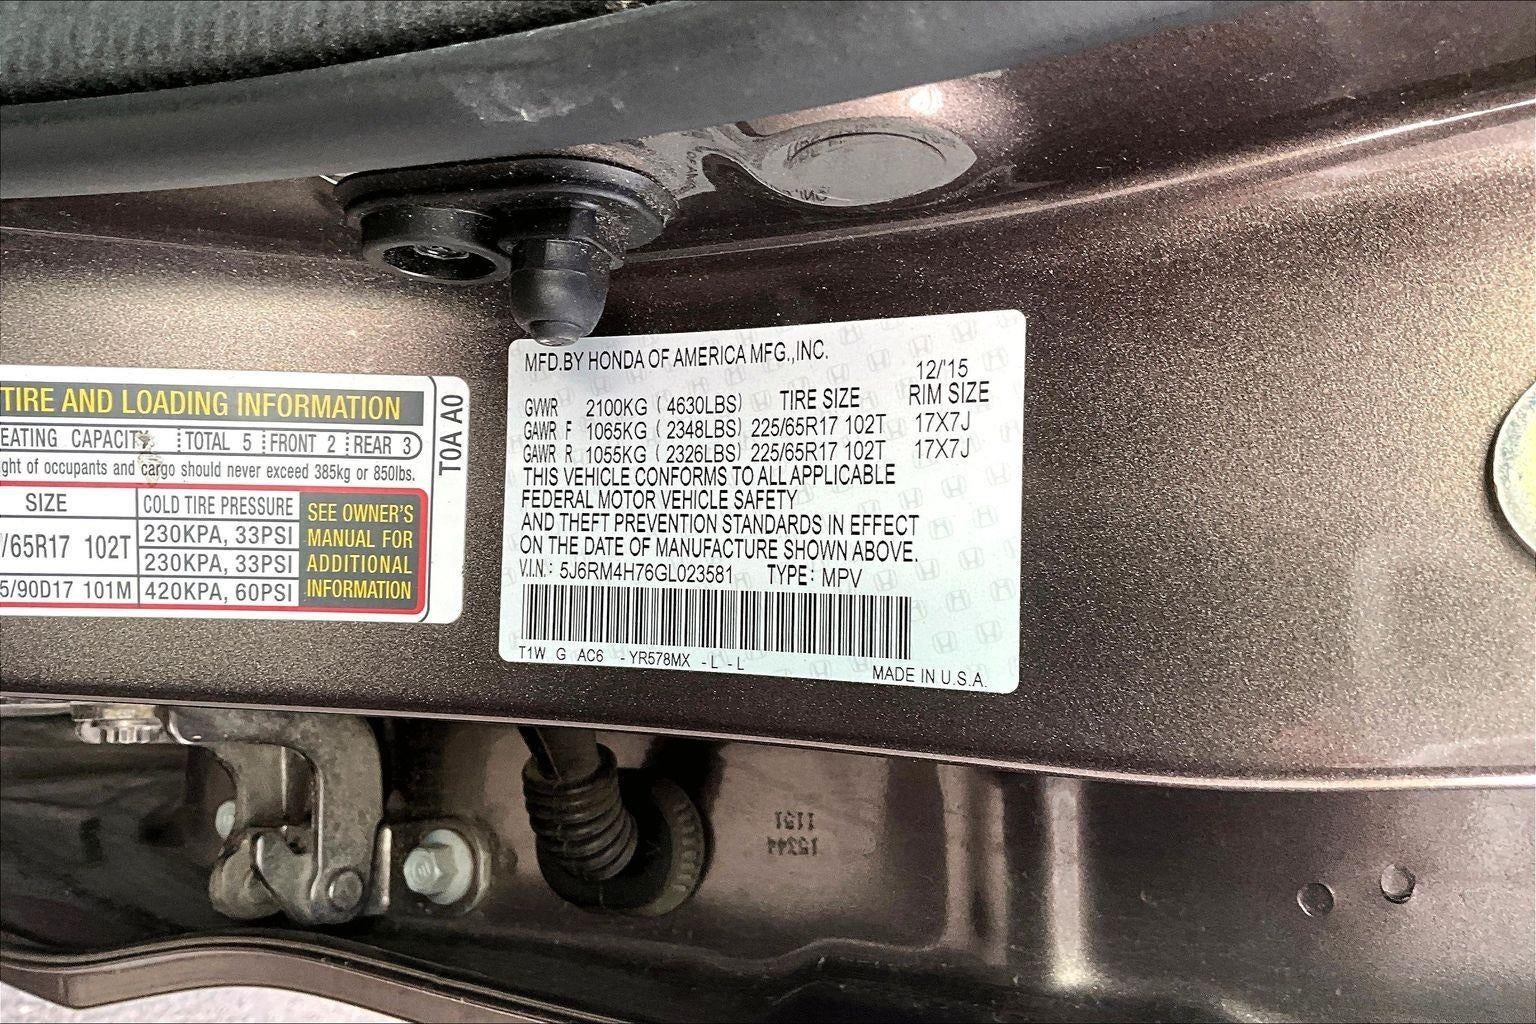 TIRE AND LOADING INFORMATION
EATING CAPACITY TOTAL 5 FRONT 2 REAR 3
ght of occupants and cargo should never exceed 385kg or 850lbs.
SIZE COLD TIRE PRESSURE
/65R17 102T 230KPA, 33PSI
230KPA, 33PSI
5/90D17 101M 420KPA, 60PSI
SEE OWNER'S
MANUAL FOR
ADDITIONAL
INFORMATION
T0A A0
MFD.BY HONDA OF AMERICA MFG.,INC.
12/'15
GVWR 2100KG (4630LBS) TIRE SIZE RIM SIZE
GAWR F 1065KG (2348LBS) 225/65R17 102T 17X7J
GAWR R 1055KG (2326LBS) 225/65R17 102T 17X7J
THIS VEHICLE CONFORMS TO ALL APPLICABLE
FEDERAL MOTOR VEHICLE SAFETY
AND THEFT PREVENTION STANDARDS IN EFFECT
ON THE DATE OF MANUFACTURE SHOWN ABOVE.
V.I.N.: 5J6RM4H76GL023581 TYPE: MPV
T1W G AC6 -YR578MX -L -L
MADE IN U.S.A.
15344
1151